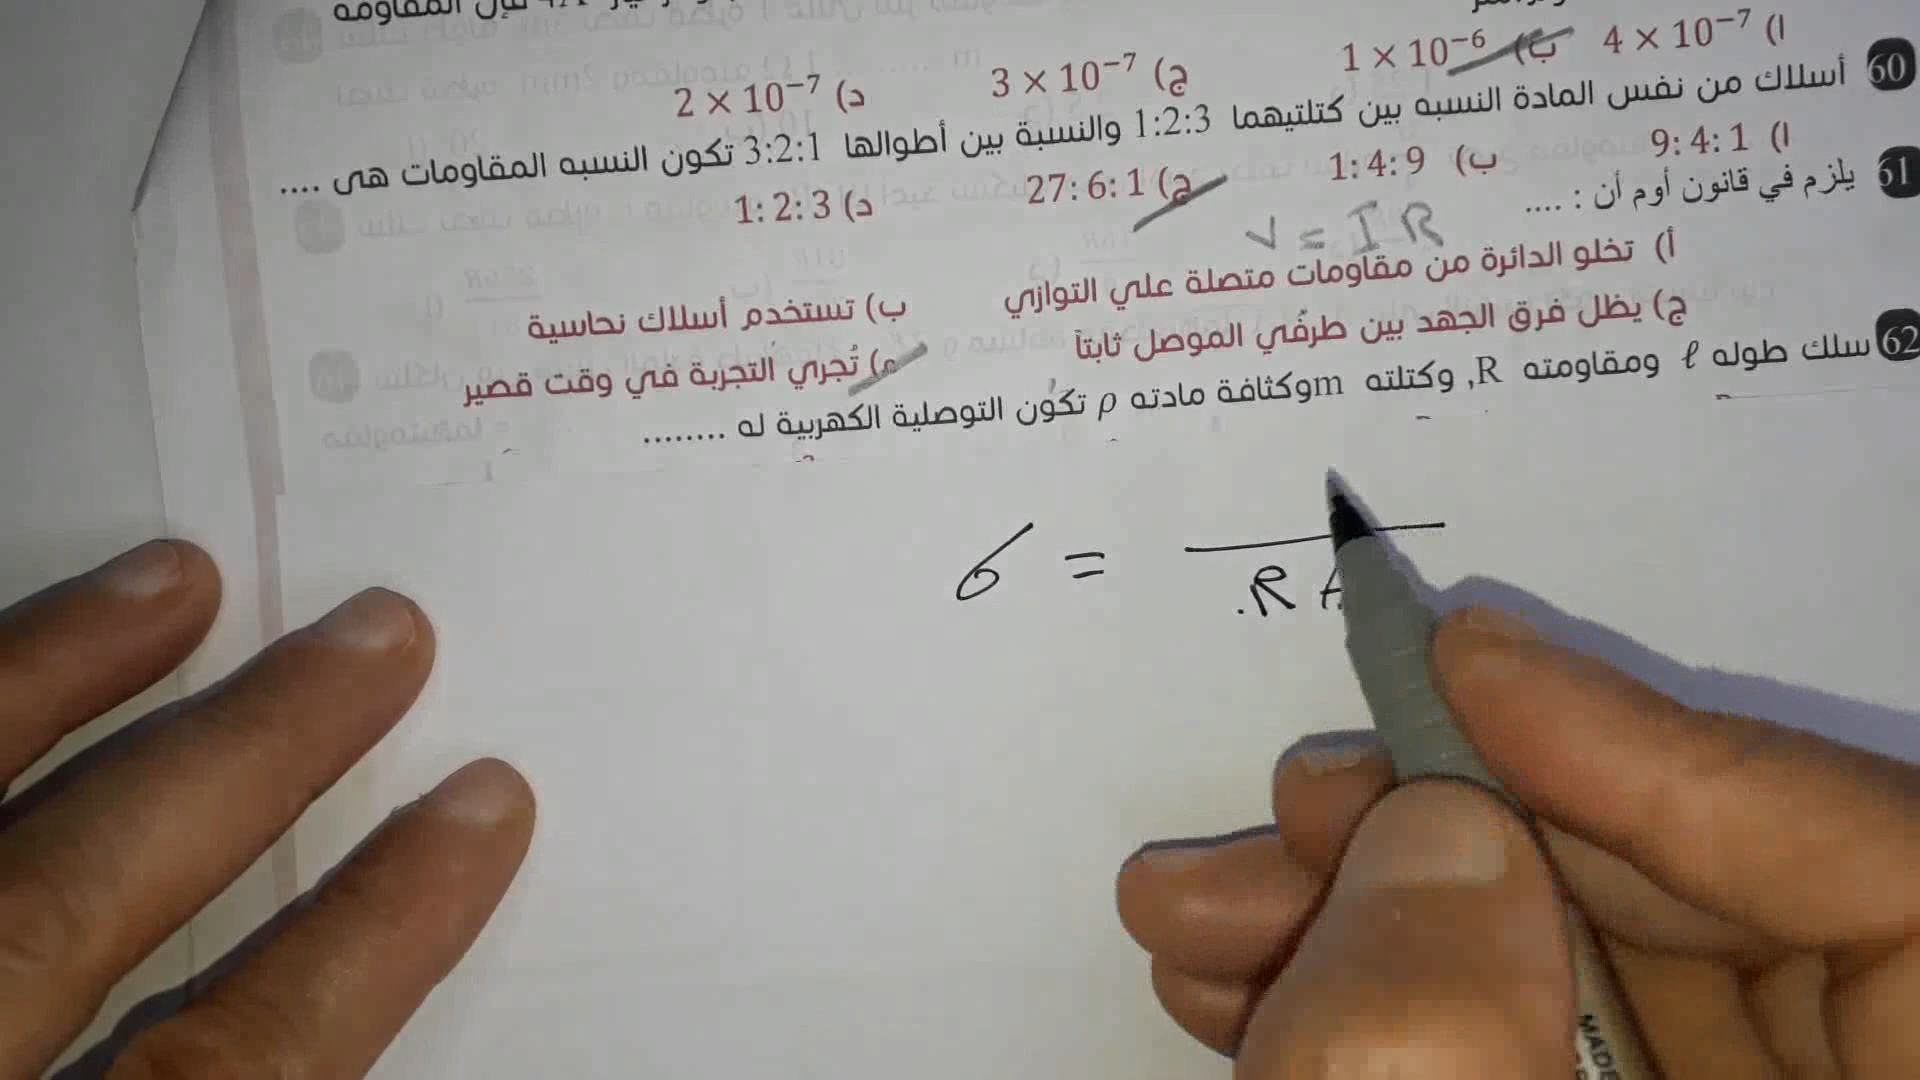 أ) 4 × 10⁻⁷ ب) 1 × 10⁻⁶ ج) 3 × 10⁻⁷ د) 2 × 10⁻⁷
60 أسلاك من نفس المادة النسبه بين كتلتيهما 1:2:3 والنسبة بين أطوالها 3:2:1 تكون النسبه المقاومات هى ....
أ) 9: 4: 1 ب) 1: 4: 9 ج) 27: 6: 1 د) 1: 2: 3
61 يلزم في قانون أوم أن : ....
V = I R
أ) تخلو الدائرة من مقاومات متصلة علي التوازي ب) تستخدم أسلاك نحاسية
ج) يظل فرق الجهد بين طرفي الموصل ثابتاً د) تُجري التجربة في وقت قصير
62 سلك طوله ℓ ومقاومته R, وكتلته m وكثافة مادته ρ تكون التوصلية الكهربية له ........
σ =
R A